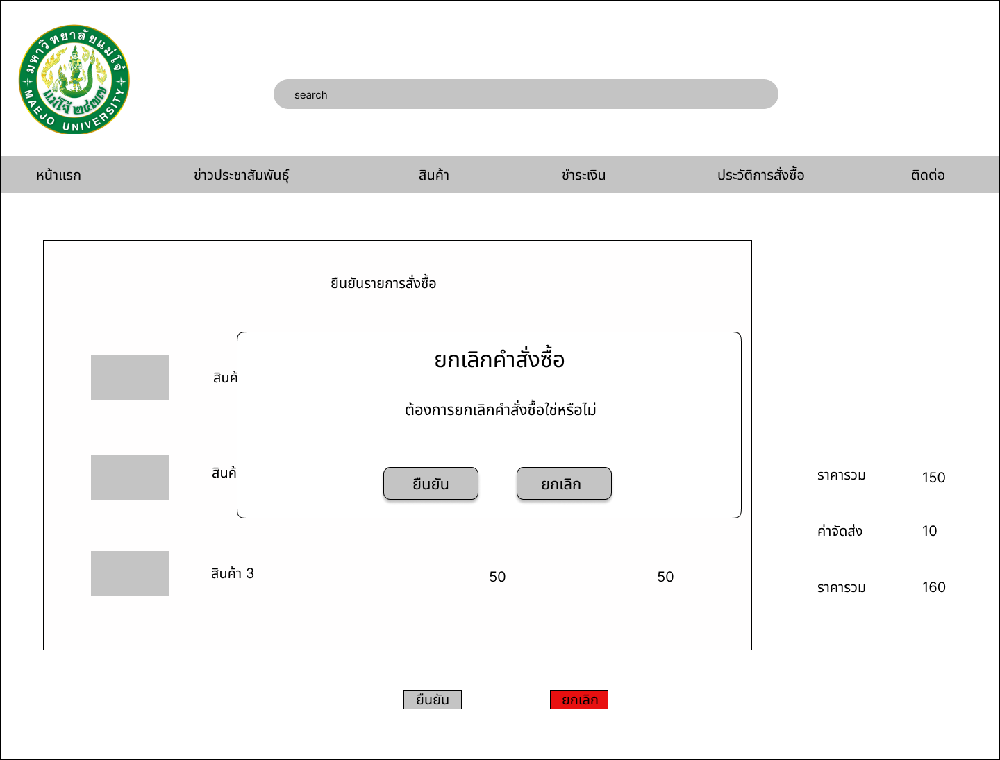 มหาวิทยาลัยแม่โจ้
แม่โจ้ ๒๔๗๗
MAEJO UNIVERSITY
search
หน้าแรก
ข่าวประชาสัมพันธุ์
สินค้า
ชำระเงิน
ประวัติการสั่งซื้อ
ติดต่อ
ยืนยันรายการสั่งซื้อ
ยกเลิกคำสั่งซื้อ
สินค้
ต้องการยกเลิกคำสั่งซื้อใช่หรือไม่
สินค้
ยืนยัน
ยกเลิก
ราคารวม 150
ค่าจัดส่ง 10
สินค้า 3 50 50
ราคารวม 160
ยืนยัน
ยกเลิก